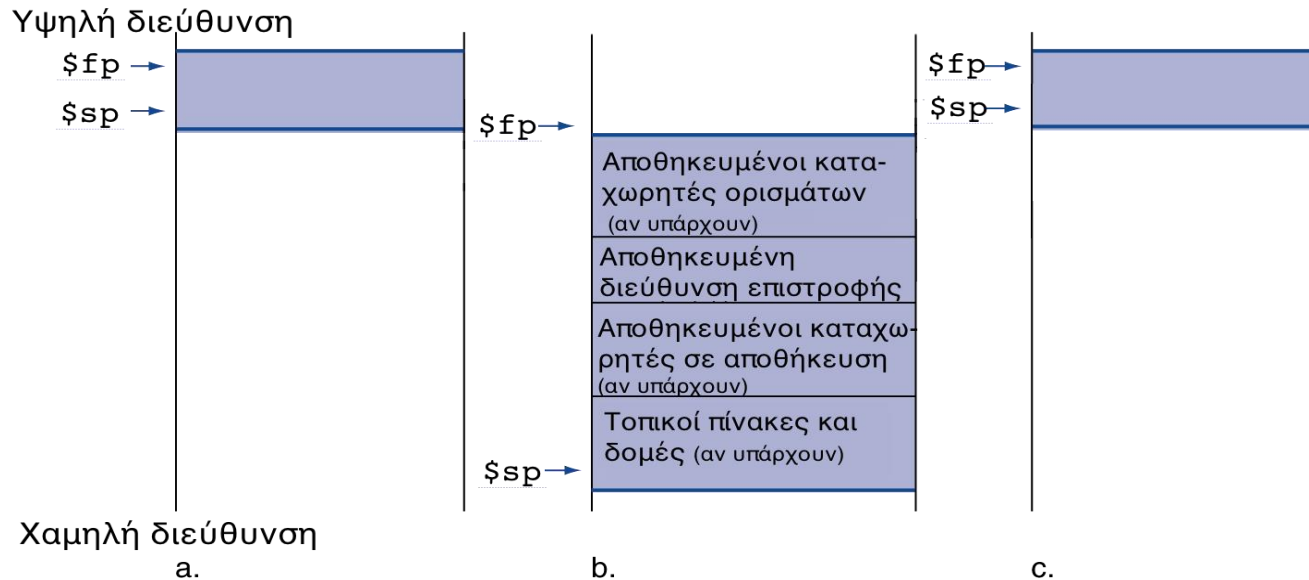 Υψηλή διεύθυνση
$fp
$sp
$fp
Αποθηκευμένοι κατα-
χωρητές ορισμάτων
(αν υπάρχουν)
Αποθηκευμένη
διεύθυνση επιστροφής
Αποθηκευμένοι καταχω-
ρητές σε αποθήκευση
(αν υπάρχουν)
Τοπικοί πίνακες και
δομές (αν υπάρχουν)
$sp
$fp
$sp
Χαμηλή διεύθυνση
a.
b.
c.